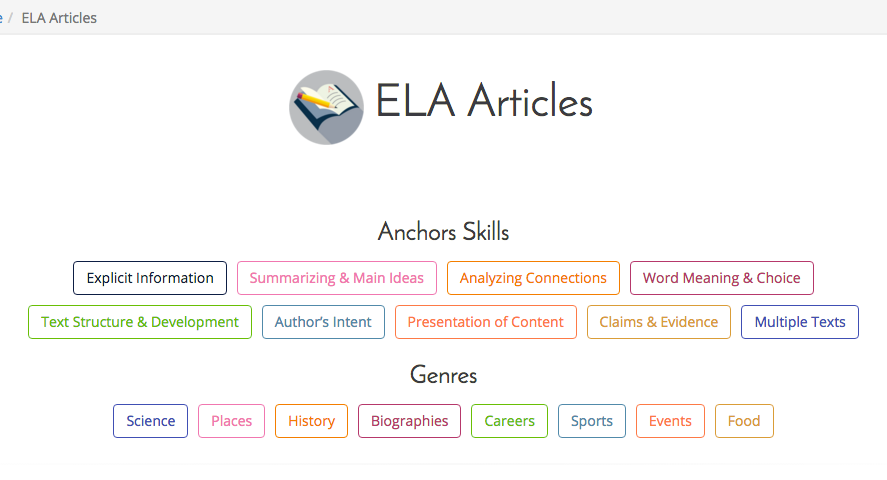 e / ELA Articles
ELA Articles
Anchors Skills
Explicit Information Summarizing & Main Ideas Analyzing Connections Word Meaning & Choice
Text Structure & Development Author's Intent Presentation of Content Claims & Evidence Multiple Texts
Genres
Science Places History Biographies Careers Sports Events Food